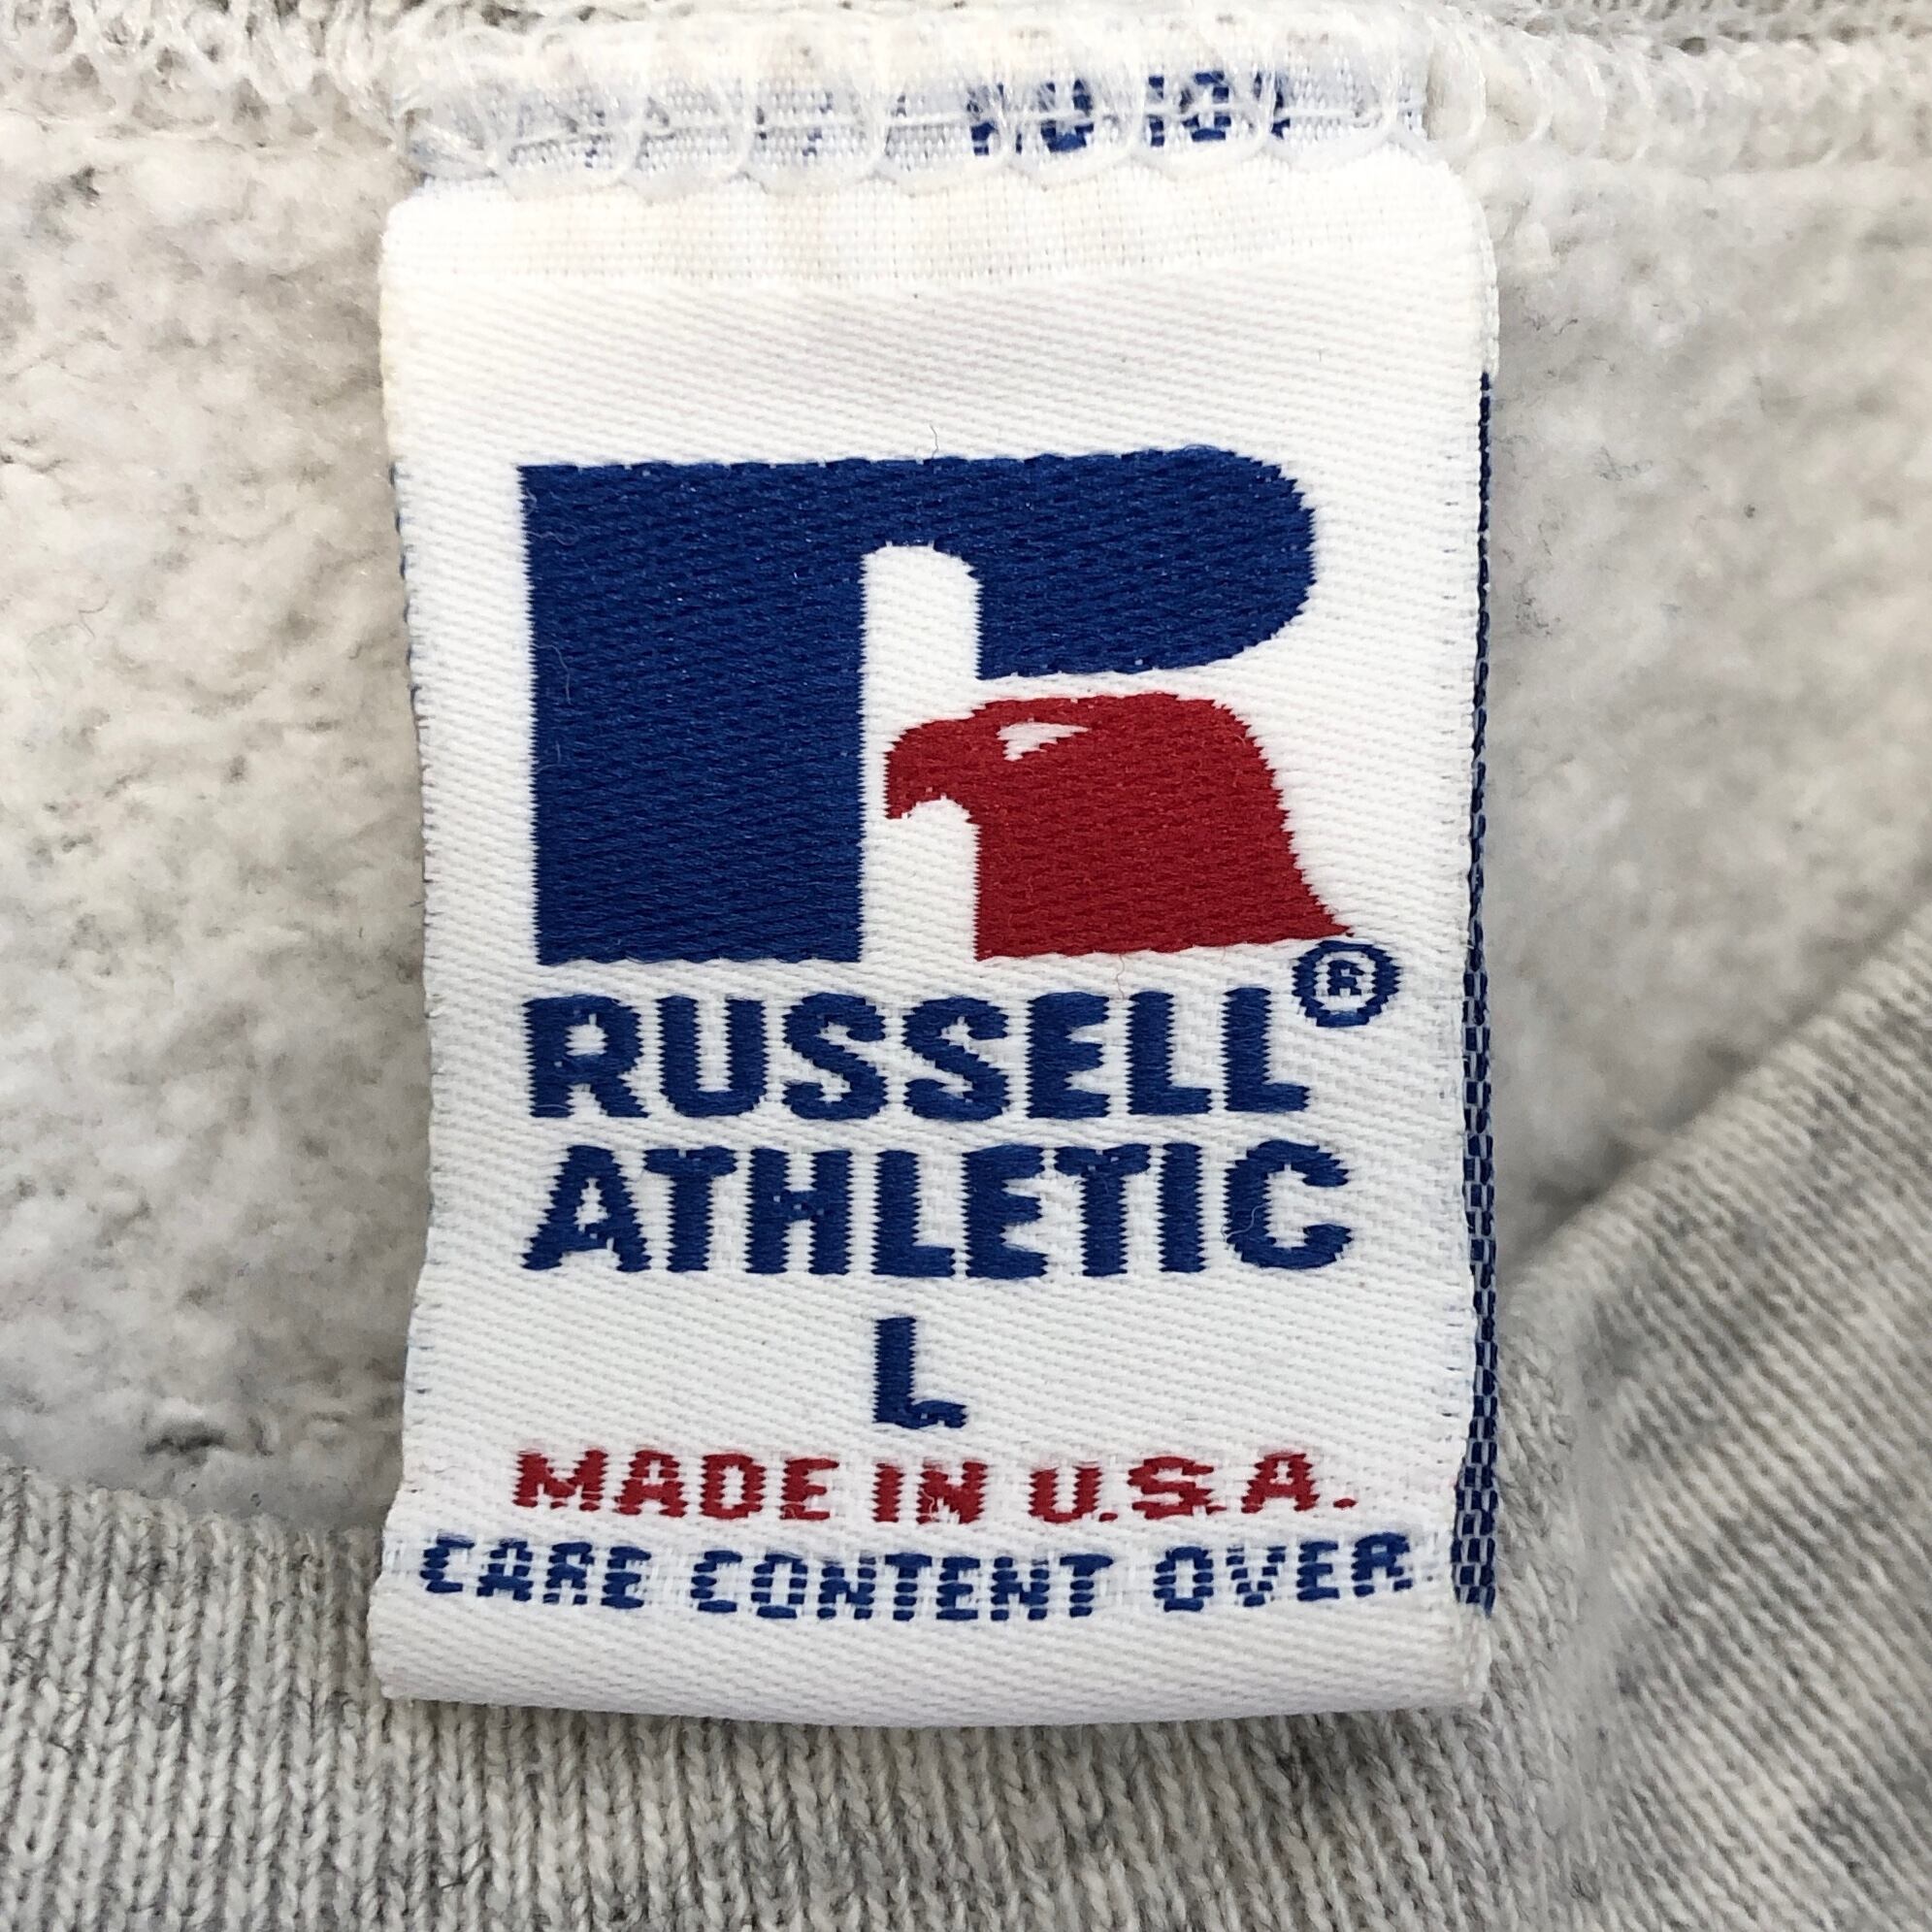 RUSSELL®
ATHLETIC
L
MADE IN U.S.A.
CARE CONTENT OVER